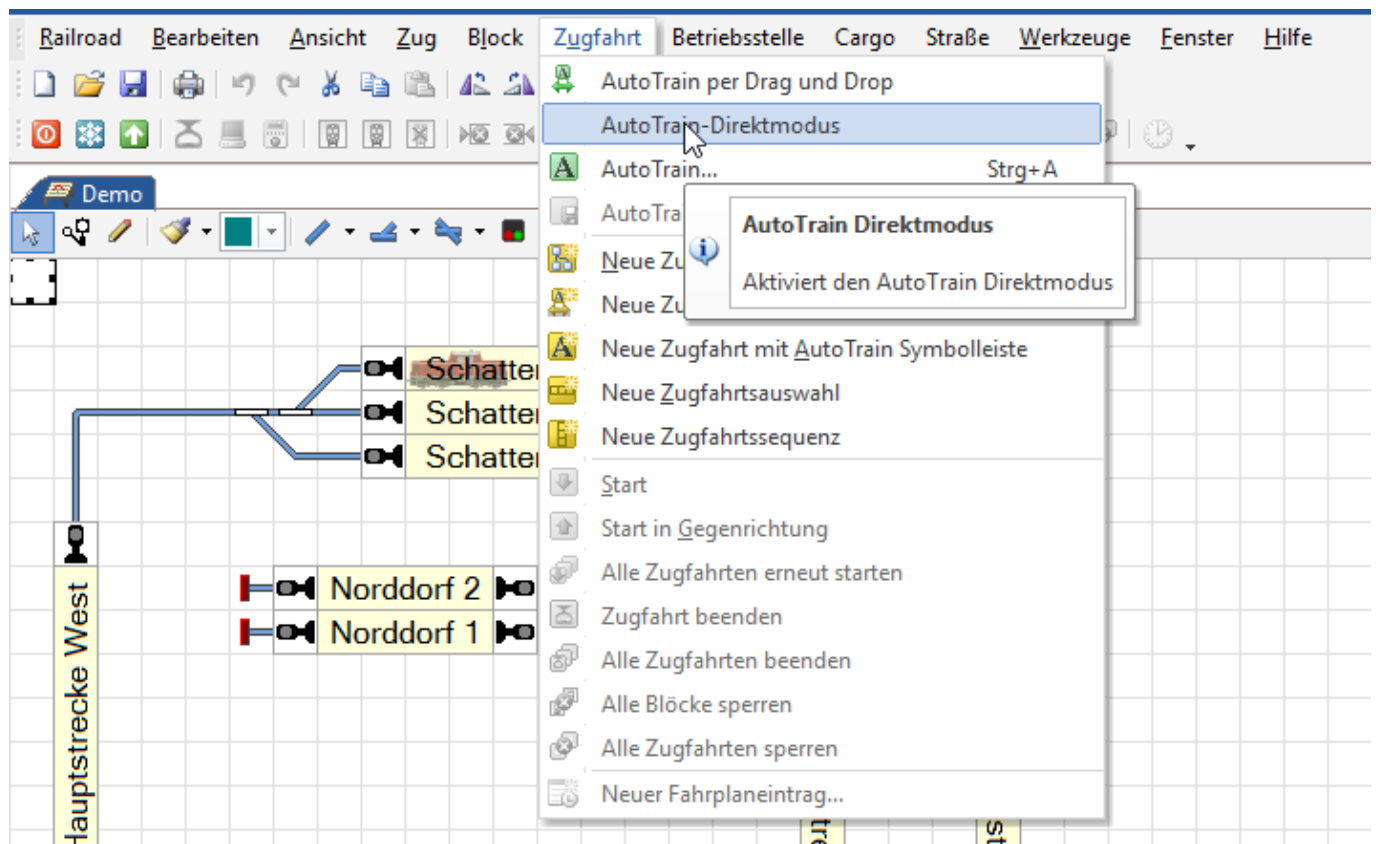 Railroad Bearbeiten Ansicht Zug Block Zugfahrt Betriebsstelle Cargo Straße Werkzeuge Fenster Hilfe
AutoTrain per Drag und Drop
AutoTrain-Direktmodus
AutoTrain... Strg+A
Demo
AutoTra
AutoTrain Direktmodus
Aktiviert den AutoTrain Direktmodus
Neue Zu
Neue Zu
Neue Zugfahrt mit AutoTrain Symbolleiste
Neue Zugfahrtsauswahl
Neue Zugfahrtssequenz
Start
Start in Gegenrichtung
Alle Zugfahrten erneut starten
Zugfahrt beenden
Alle Zugfahrten beenden
Alle Blöcke sperren
Alle Zugfahrten sperren
Neuer Fahrplaneintrag...
Schatte
Schatte
Schatte
Norddorf 2
Norddorf 1
Hauptstrecke West